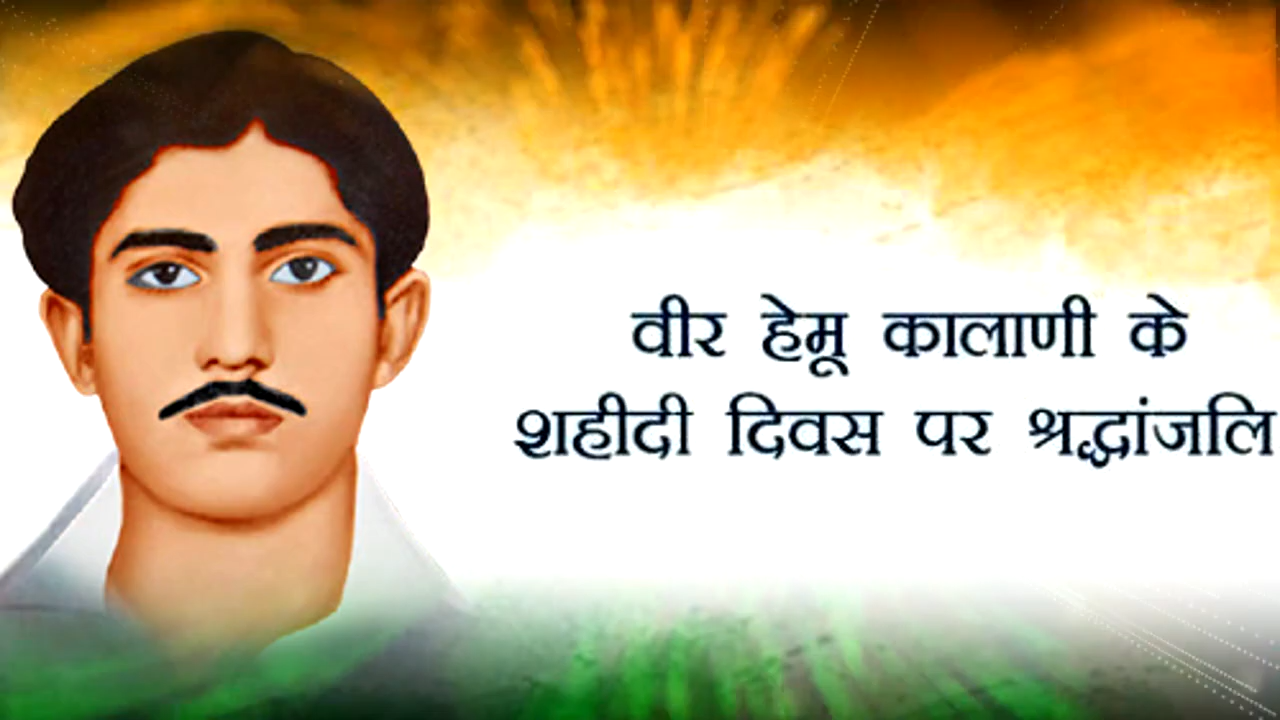 वीर हेमू कालाणी के
शहीदी दिवस पर श्रद्धांजलि